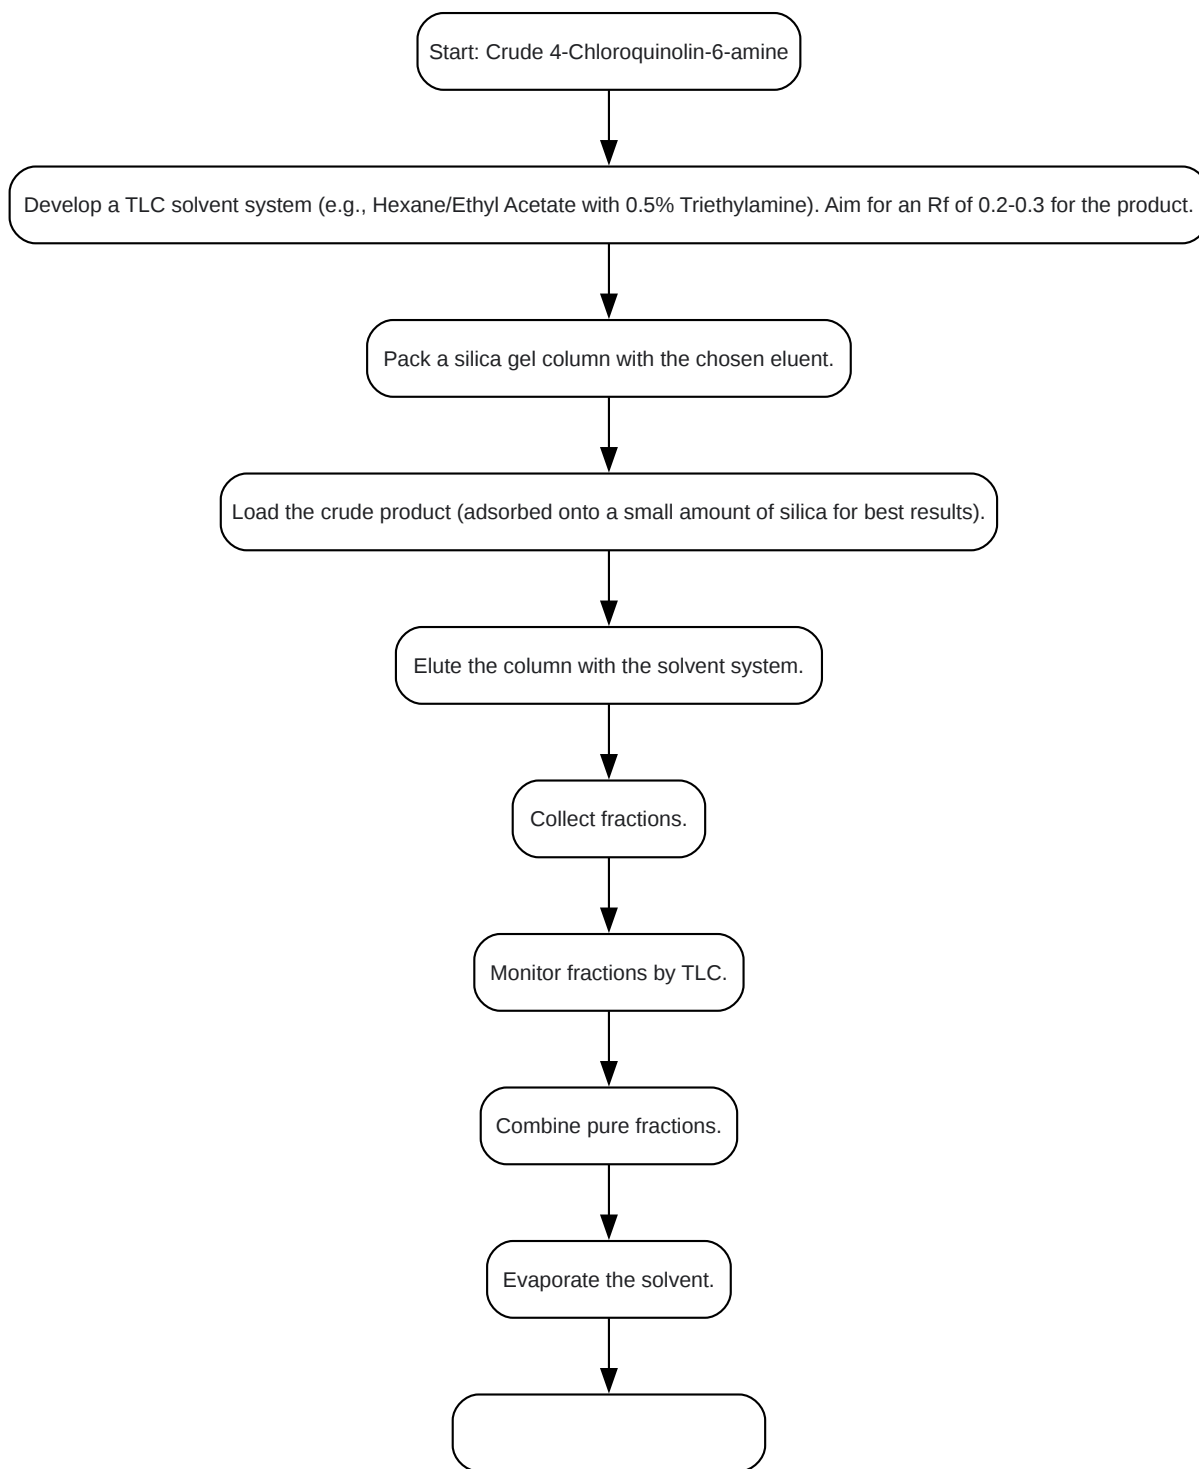 Start: Crude 4-Chloroquinolin-6-amine
Develop a TLC solvent system (e.g., Hexane/Ethyl Acetate with 0.5% Triethylamine). Aim for an Rf of 0.2-0.3 for the product.
Pack a silica gel column with the chosen eluent.
Load the crude product (adsorbed onto a small amount of silica for best results).
Elute the column with the solvent system.
Collect fractions.
Monitor fractions by TLC.
Combine pure fractions.
Evaporate the solvent.